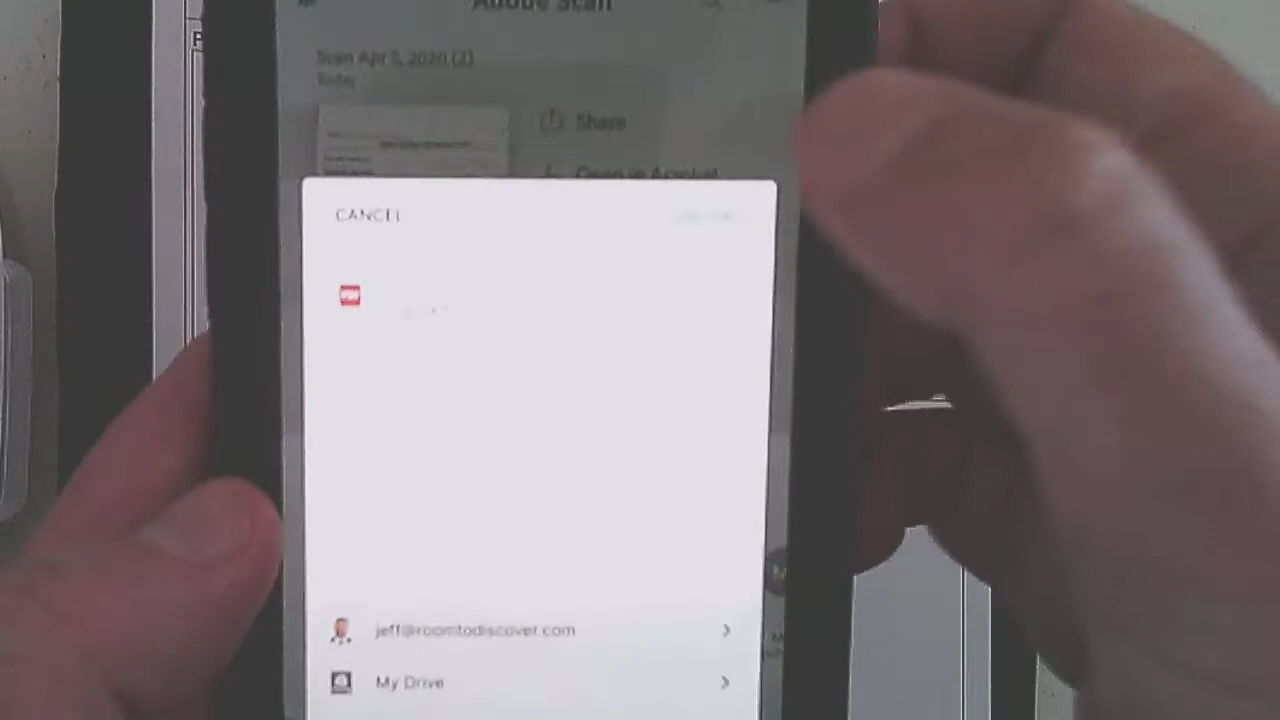 Adobe Scan
Scan Apr 5, 2020 (2)
Today
Share
Open in Acrobat
CANCEL
jeff@roomtodiscover.com
My Drive